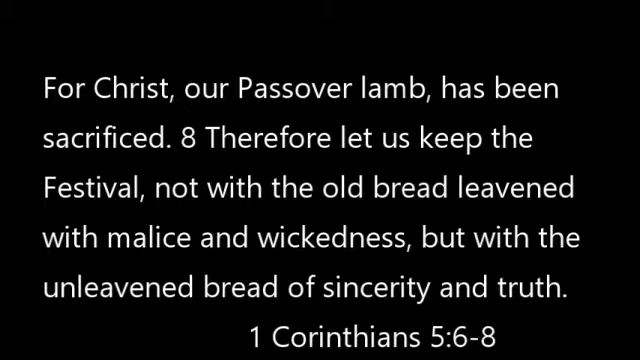 For Christ, our Passover lamb, has been
sacrificed. 8 Therefore let us keep the
Festival, not with the old bread leavened
with malice and wickedness, but with the
unleavened bread of sincerity and truth.
1 Corinthians 5:6-8